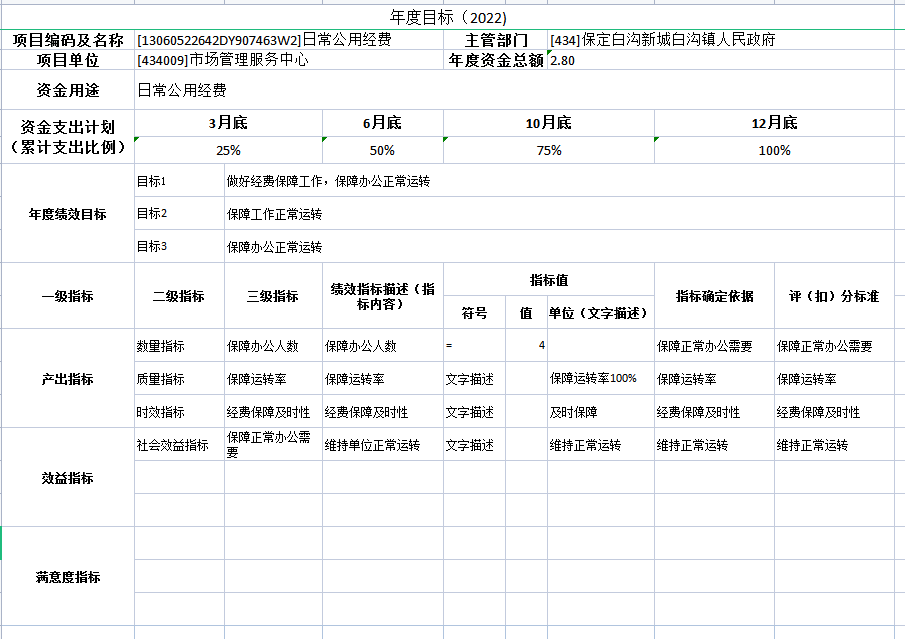 年度目标（2022)
项目编码及名称 [13060522642DY907463W2]日常公用经费 主管部门 [434]保定白沟新城白沟镇人民政府
项目单位 [434009]市场管理服务中心 年度资金总额 2.80
资金用途 日常公用经费
资金支出计划
（累计支出比例）
3月底 6月底 10月底 12月底
25% 50% 75% 100%
年度绩效目标
目标1 做好经费保障工作，保障办公正常运转
目标2 保障工作正常运转
目标3 保障办公正常运转
一级指标 二级指标 三级指标
绩效指标描述（指
标内容）
指标值
符号 值 单位（文字描述）
指标确定依据 评（扣）分标准
产出指标
数量指标 保障办公人数 保障办公人数 = 4 保障正常办公需要 保障正常办公需要
质量指标 保障运转率 保障运转率 文字描述 保障运转率100% 保障运转率 保障运转率
时效指标 经费保障及时性 经费保障及时性 文字描述 及时保障 经费保障及时性 经费保障及时性
效益指标
社会效益指标
保障正常办公需
要
维持单位正常运转 文字描述 维持正常运转 维持正常运转 维持正常运转
满意度指标